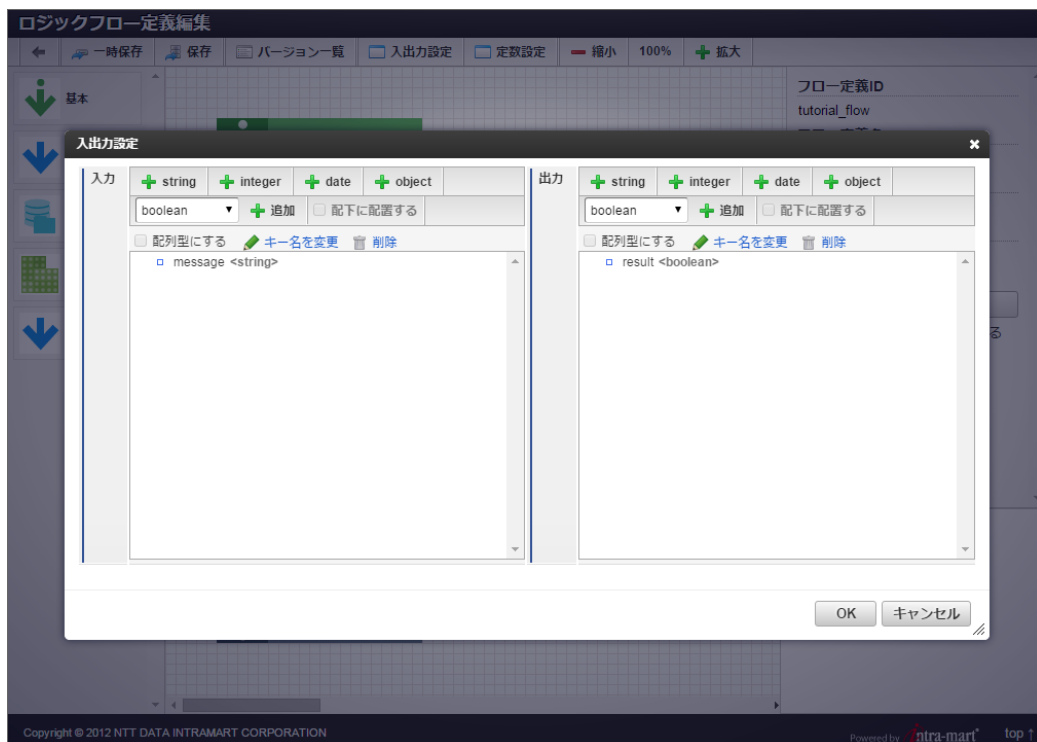 ロジックフロー定義編集
一時保存 保存 バージョン一覧 入出力設定 定数設定 縮小 100% 拡大
基本
フロー定義ID
tutorial_flow
入出力設定
入力
string integer date object
boolean 追加 配下に配置する
配列型にする キー名を変更 削除
message <string>
出力
string integer date object
boolean 追加 配下に配置する
配列型にする キー名を変更 削除
result <boolean>
る
OK キャンセル
Copyright © 2012 NTT DATA INTRAMART CORPORATION
Powered by intra-mart top ↑